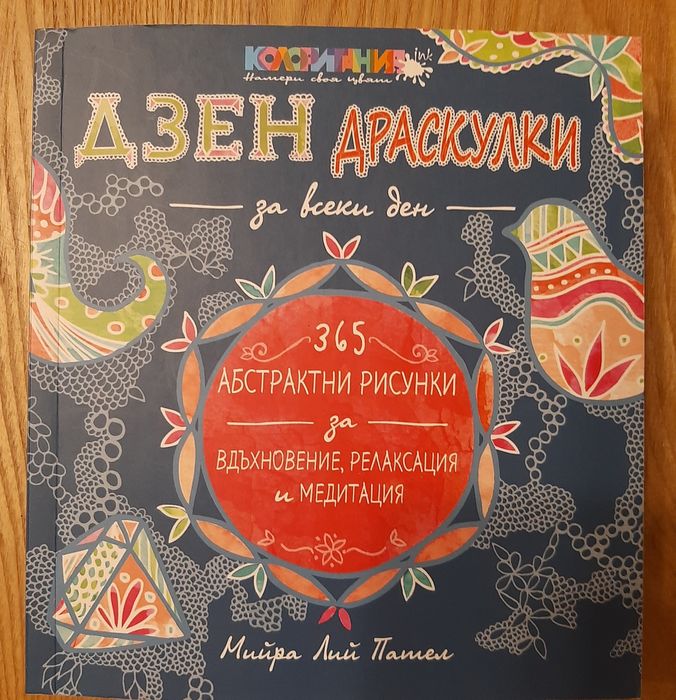 КОЛОРИТАНИЯ ink
Намери своя цвят
ДЗЕН ДРАСКУЛКИ
за всеки ден
365
АБСТРАКТНИ РИСУНКИ
за
ВДЪХНОВЕНИЕ, РЕЛАКСАЦИЯ
и МЕДИТАЦИЯ
Мийра Лий Пател